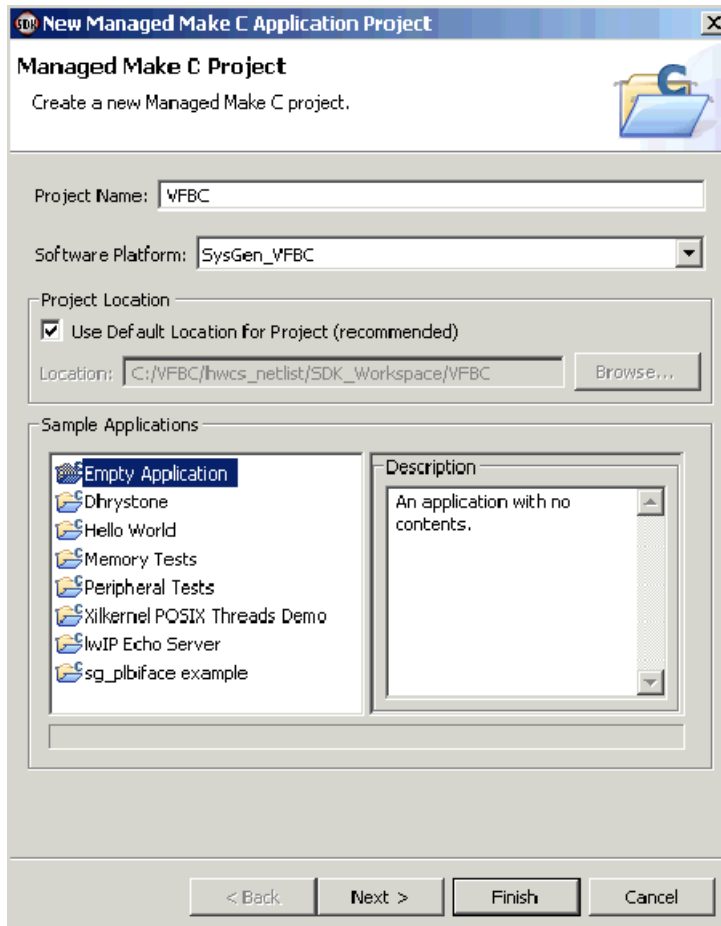 SDK New Managed Make C Application Project
Managed Make C Project
Create a new Managed Make C project.
Project Name: VFBC
Software Platform: SysGen_VFBC
Project Location
Use Default Location for Project (recommended)
Location: C:/VFBC/hwcs_netlist/SDK_Workspace/VFBC Browse...
Sample Applications
Empty Application
Dhrystone
Hello World
Memory Tests
Peripheral Tests
Xilkernel POSIX Threads Demo
lwIP Echo Server
sg_plbiface example
Description
An application with no
contents.
< Back Next > Finish Cancel